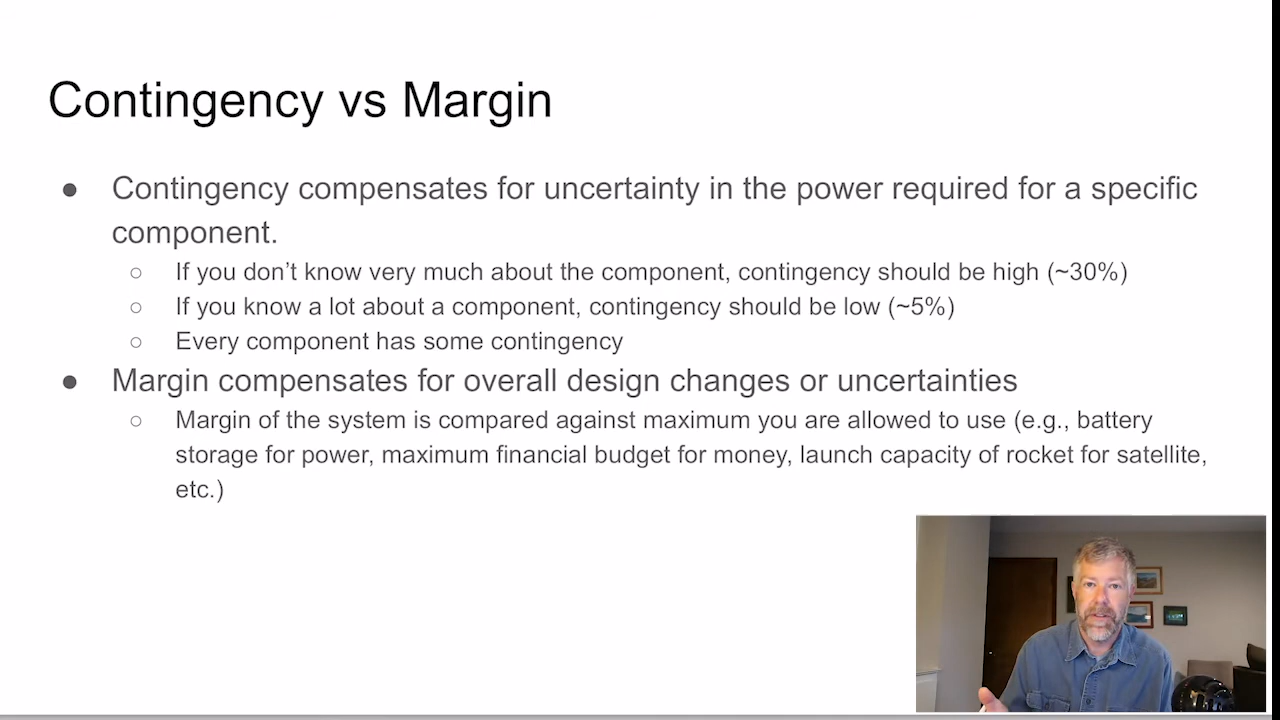 Contingency vs Margin
● Contingency compensates for uncertainty in the power required for a specific
component.
○ If you don’t know very much about the component, contingency should be high (~30%)
○ If you know a lot about a component, contingency should be low (~5%)
○ Every component has some contingency
● Margin compensates for overall design changes or uncertainties
○ Margin of the system is compared against maximum you are allowed to use (e.g., battery
storage for power, maximum financial budget for money, launch capacity of rocket for satellite,
etc.)